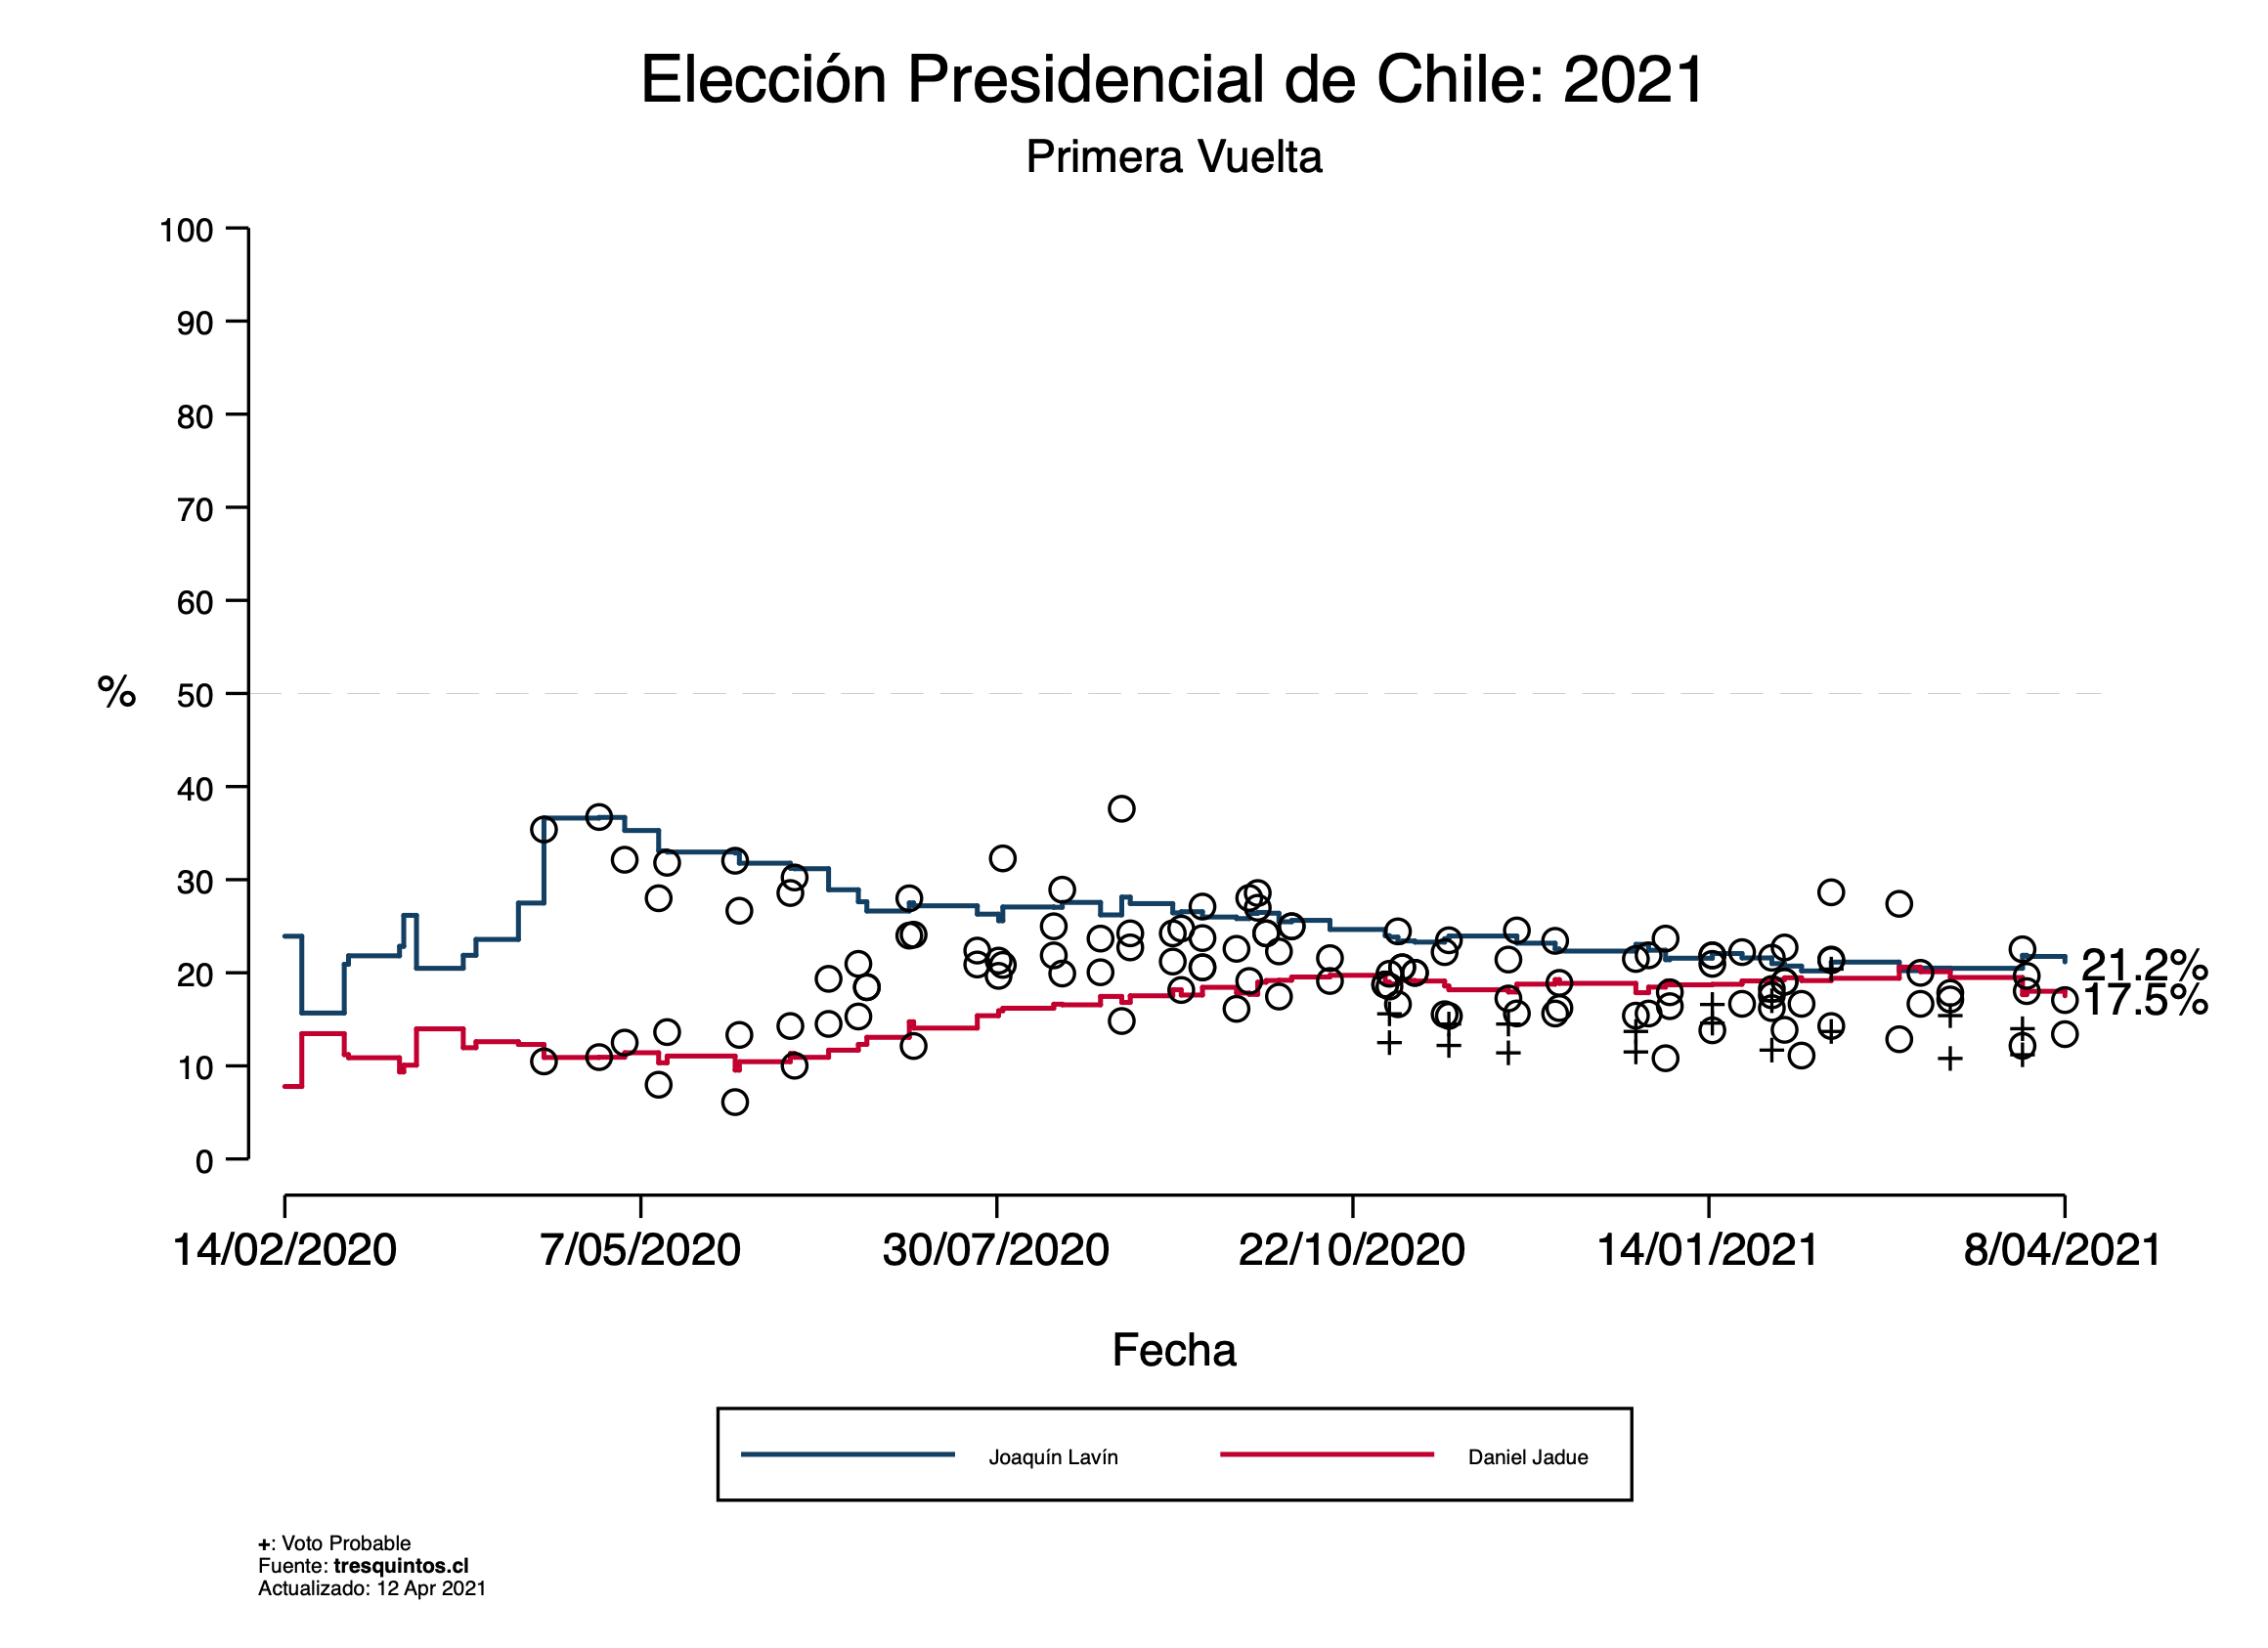 Elección Presidencial de Chile: 2021
Primera Vuelta
100
90
80
70
60
50
40
30
20
10
0
%
21.2%
17.5%
14/02/2020 7/05/2020 30/07/2020 22/10/2020 14/01/2021 8/04/2021
Fecha
Joaquín Lavín Daniel Jadue
+: Voto Probable
Fuente: tresquintos.cl
Actualizado: 12 Apr 2021